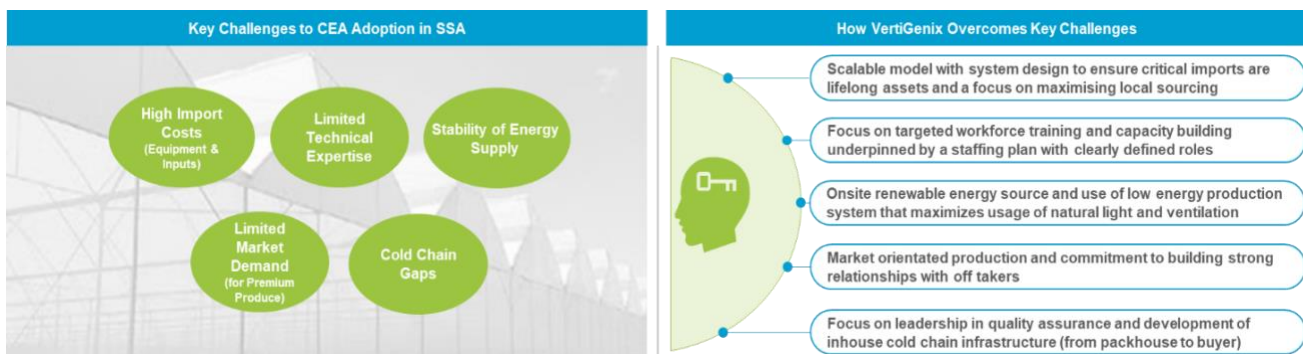 Key Challenges to CEA Adoption in SSA
High Import
Costs
(Equipment &
Inputs)
Limited
Technical
Expertise
Stability of Energy
Supply
Limited
Market
Demand
(for Premium
Produce)
Cold Chain
Gaps
How VertiGenix Overcomes Key Challenges
Scalable model with system design to ensure critical imports are
lifelong assets and a focus on maximising local sourcing
Focus on targeted workforce training and capacity building
underpinned by a staffing plan with clearly defined roles
Onsite renewable energy source and use of low energy production
system that maximizes usage of natural light and ventilation
Market orientated production and commitment to building strong
relationships with off takers
Focus on leadership in quality assurance and development of
inhouse cold chain infrastructure (from packhouse to buyer)